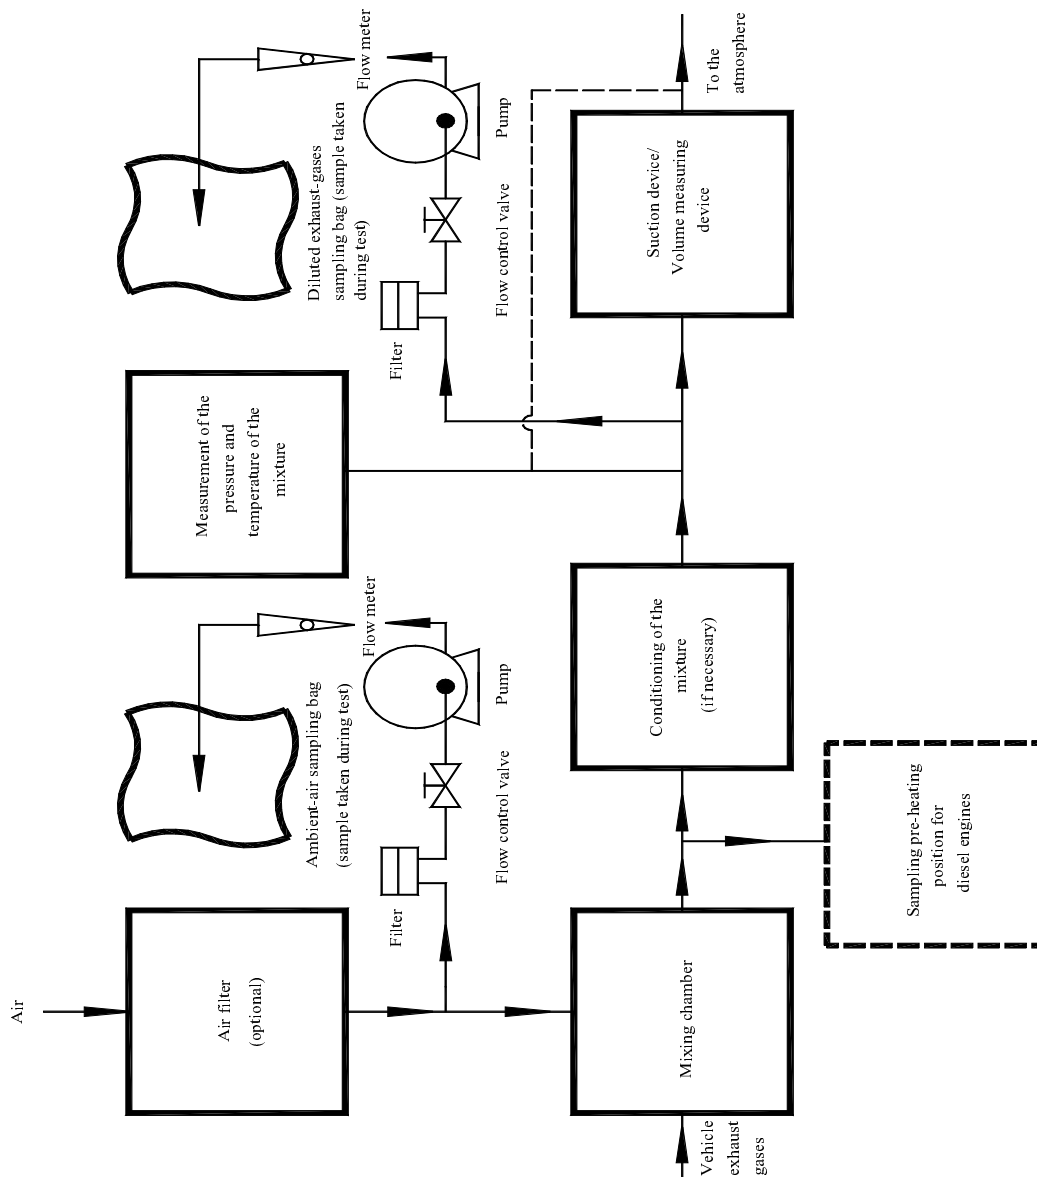 Air
Air filter
(optional)
Filter
Flow control valve
Pump
Flow meter
Ambient-air sampling bag
(sample taken during test)
Measurement of the
pressure and
temperature of the
mixture
Filter
Flow control valve
Pump
Flow meter
Diluted exhaust-gases
sampling bag (sample taken
during test)
Vehicle
exhaust
gases
Mixing chamber
Conditioning of the
mixture
(if necessary)
Suction device/
Volume measuring
device
To the
atmosphere
Sampling pre-heating
position for
diesel engines